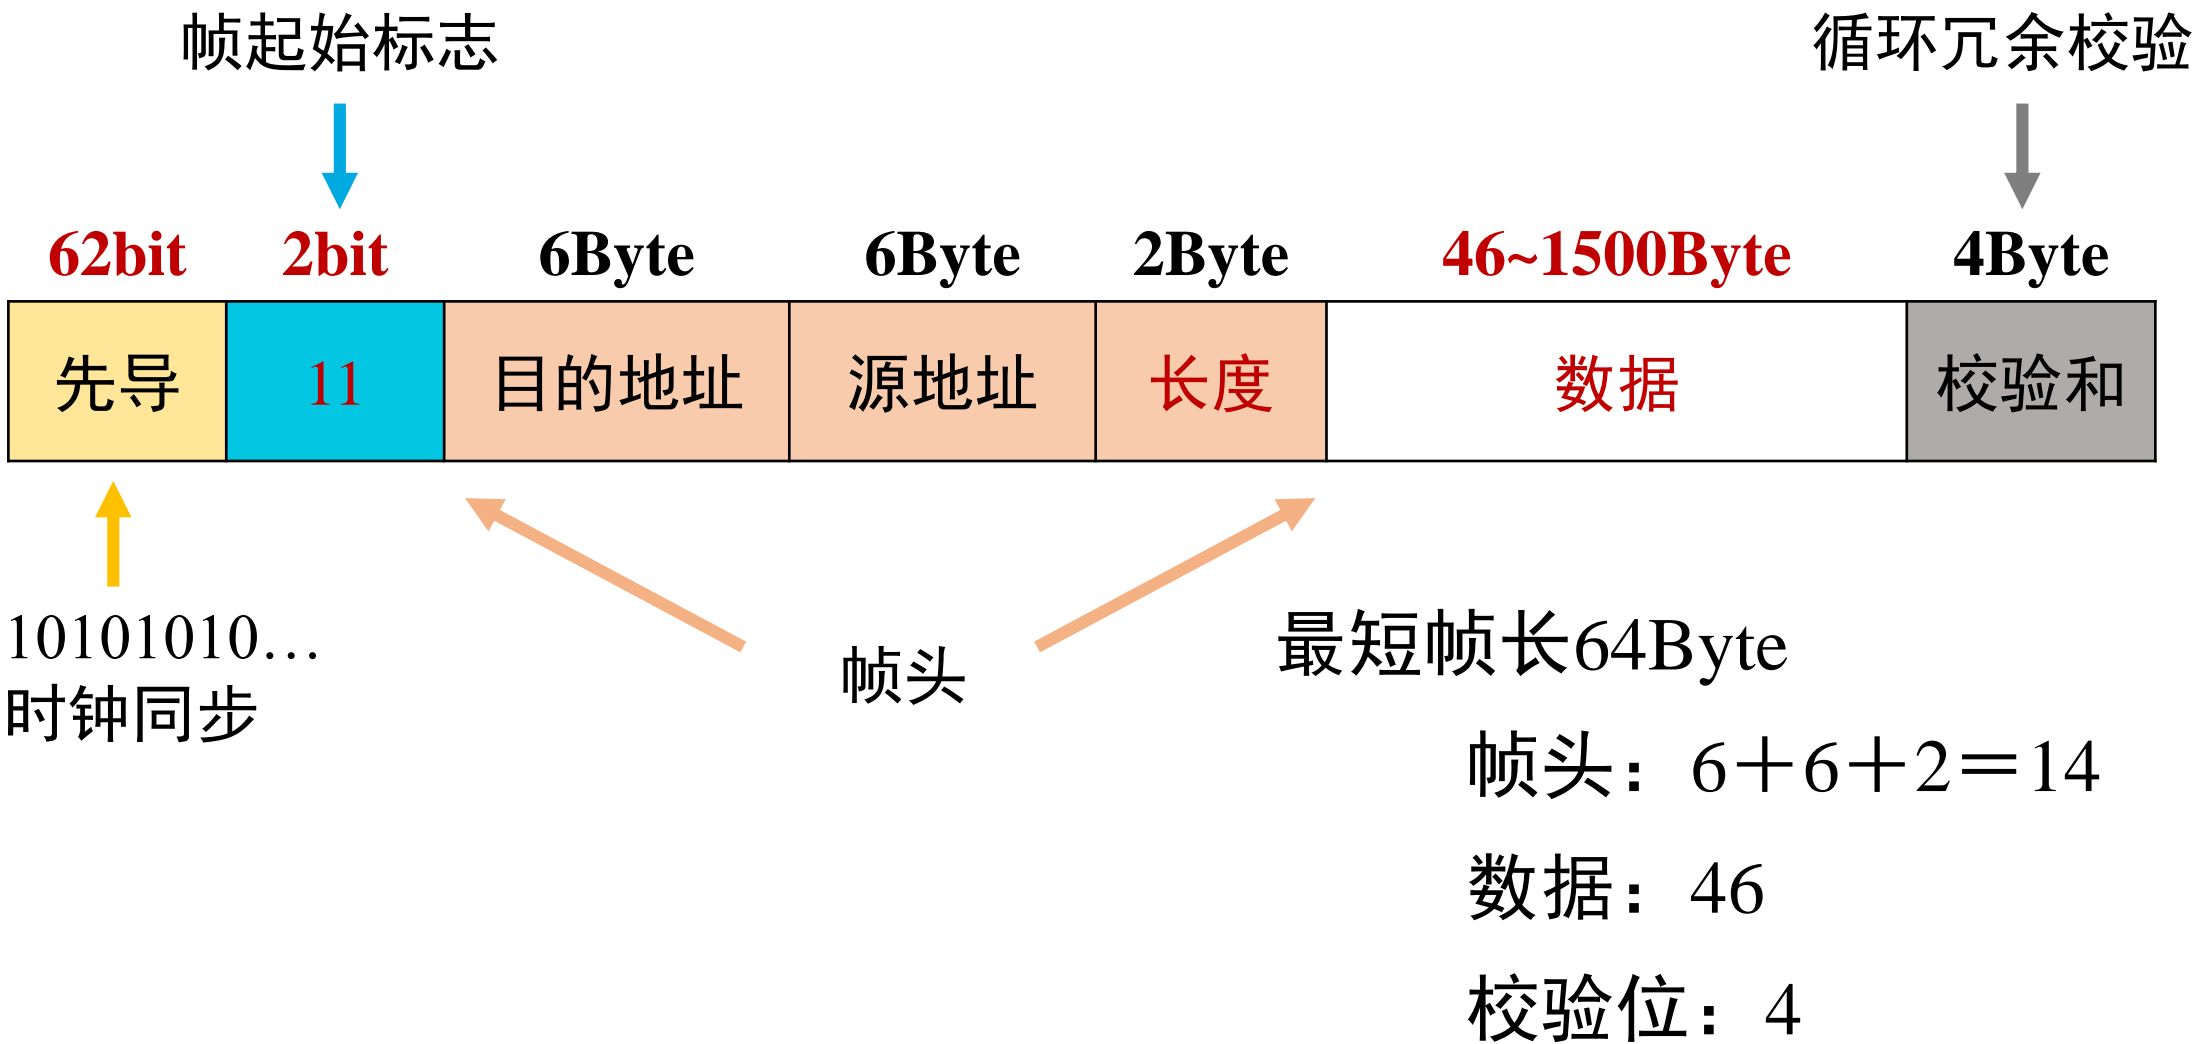 帧起始标志
循环冗余校验
62bit 2bit 6Byte 6Byte 2Byte 46~1500Byte 4Byte
先导 11 目的地址 源地址 长度 数据 校验和
10101010…
时钟同步
帧头
最短帧长64Byte
帧头：6＋6＋2＝14
数据：46
校验位：4